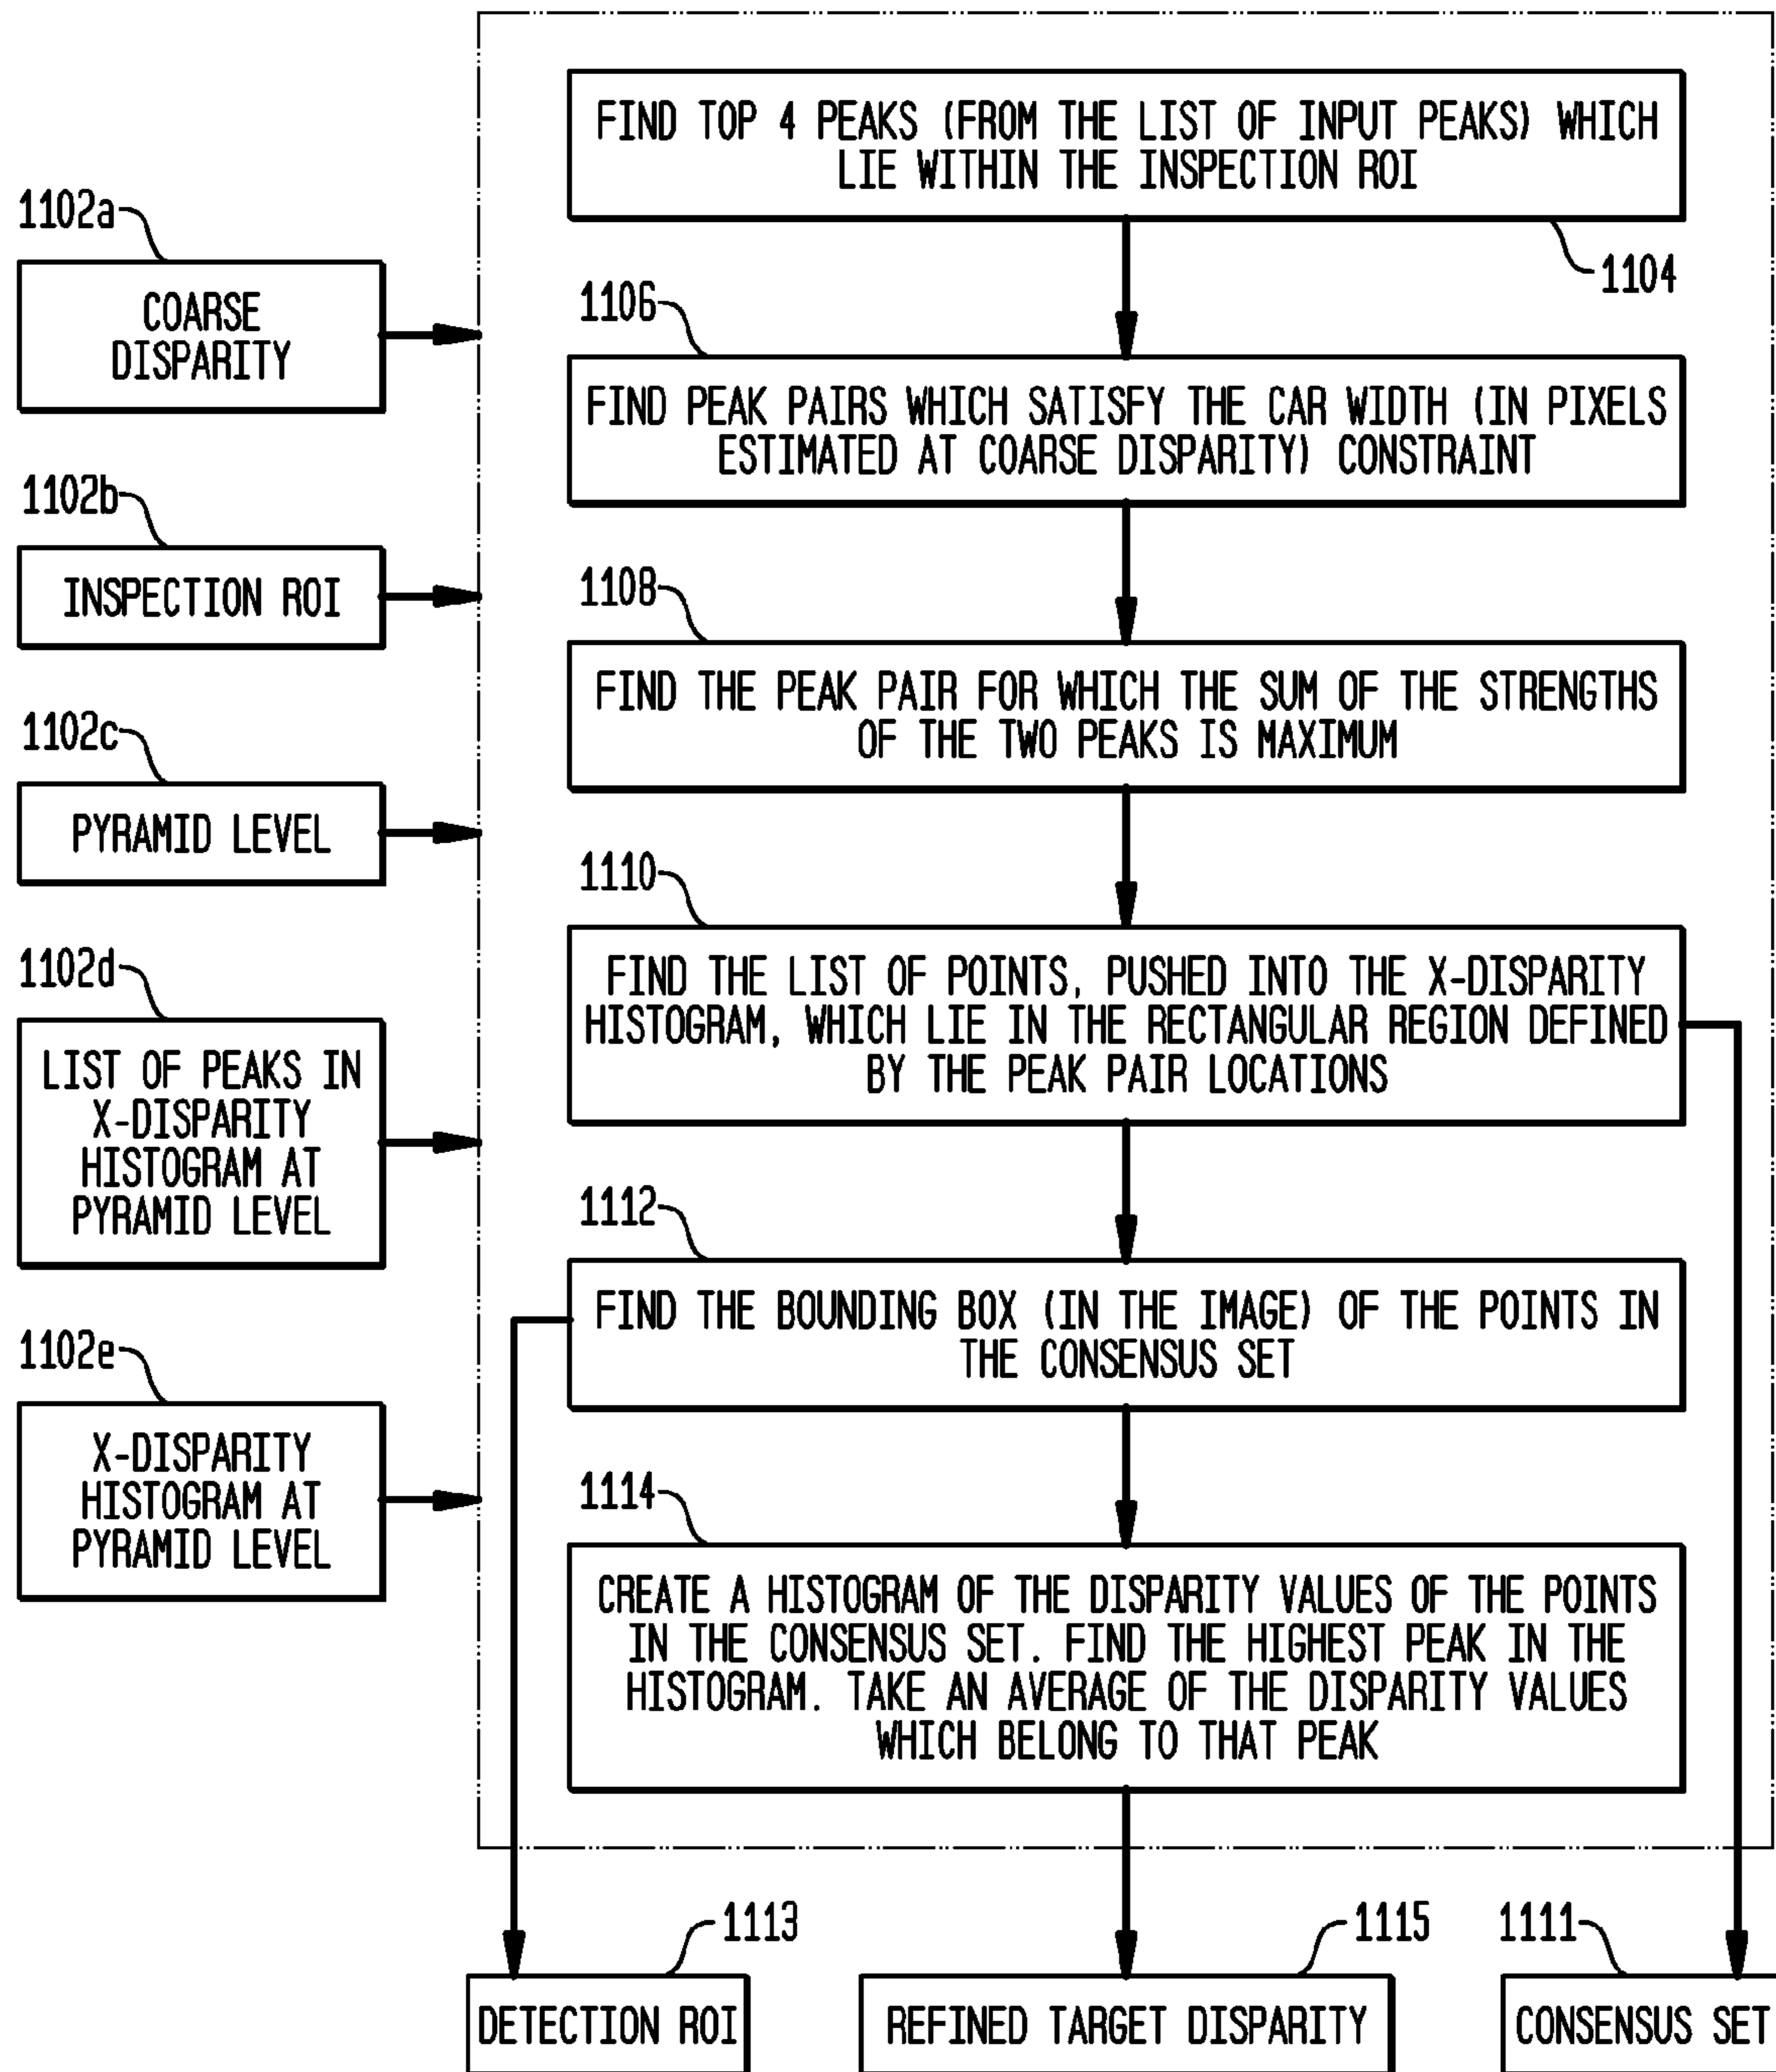 1102a
COARSE
DISPARITY
1102b
INSPECTION ROI
1102c
PYRAMID LEVEL
1102d
LIST OF PEAKS IN
X-DISPARITY
HISTOGRAM AT
PYRAMID LEVEL
1102e
X-DISPARITY
HISTOGRAM AT
PYRAMID LEVEL
FIND TOP 4 PEAKS (FROM THE LIST OF INPUT PEAKS) WHICH
LIE WITHIN THE INSPECTION ROI
1104
1106
FIND PEAK PAIRS WHICH SATISFY THE CAR WIDTH (IN PIXELS
ESTIMATED AT COARSE DISPARITY) CONSTRAINT
1108
FIND THE PEAK PAIR FOR WHICH THE SUM OF THE STRENGTHS
OF THE TWO PEAKS IS MAXIMUM
1110
FIND THE LIST OF POINTS, PUSHED INTO THE X-DISPARITY
HISTOGRAM, WHICH LIE IN THE RECTANGULAR REGION DEFINED
BY THE PEAK PAIR LOCATIONS
1112
FIND THE BOUNDING BOX (IN THE IMAGE) OF THE POINTS IN
THE CONSENSUS SET
1114
CREATE A HISTOGRAM OF THE DISPARITY VALUES OF THE POINTS
IN THE CONSENSUS SET. FIND THE HIGHEST PEAK IN THE
HISTOGRAM. TAKE AN AVERAGE OF THE DISPARITY VALUES
WHICH BELONG TO THAT PEAK
1113
DETECTION ROI
1115
REFINED TARGET DISPARITY
1111
CONSENSUS SET